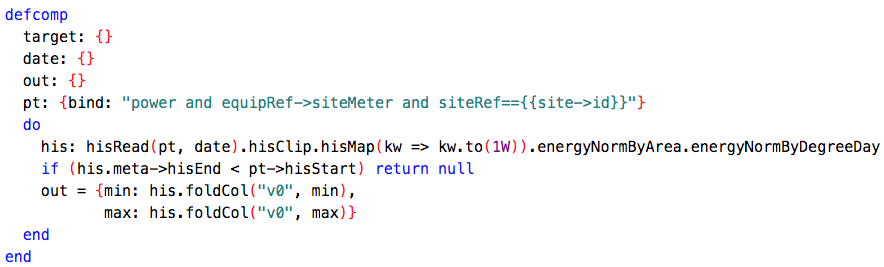 defcomp
  target: {}
  date: {}
  out: {}
  pt: {bind: "power and equipRef->siteMeter and siteRef=={{site->id}}"}
  do
    his: hisRead(pt, date).hisClip.hisMap(kw => kw.to(1W)).energyNormByArea.energyNormByDegreeDay
    if (his.meta->hisEnd < pt->hisStart) return null
    out = {min: his.foldCol("v0", min),
           max: his.foldCol("v0", max)}
  end
end